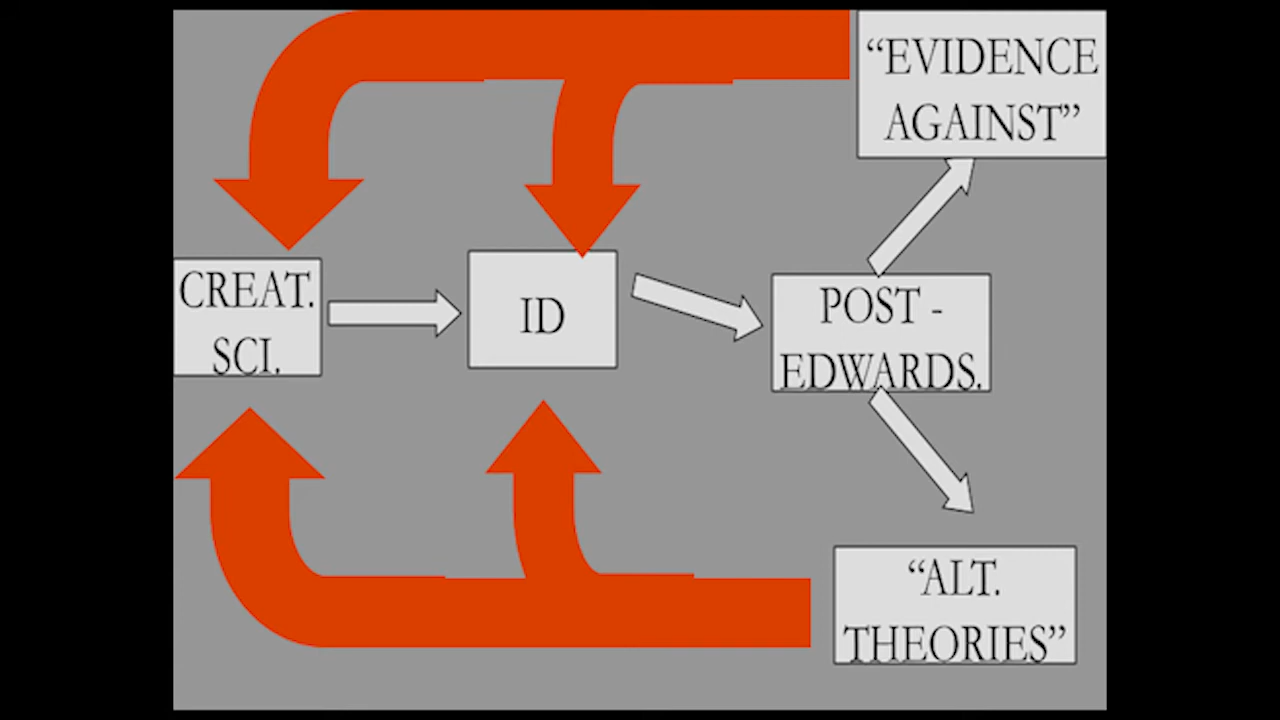 “EVIDENCE
AGAINST”
CREAT.
SCI.
ID
POST -
EDWARDS.
“ALT.
THEORIES”